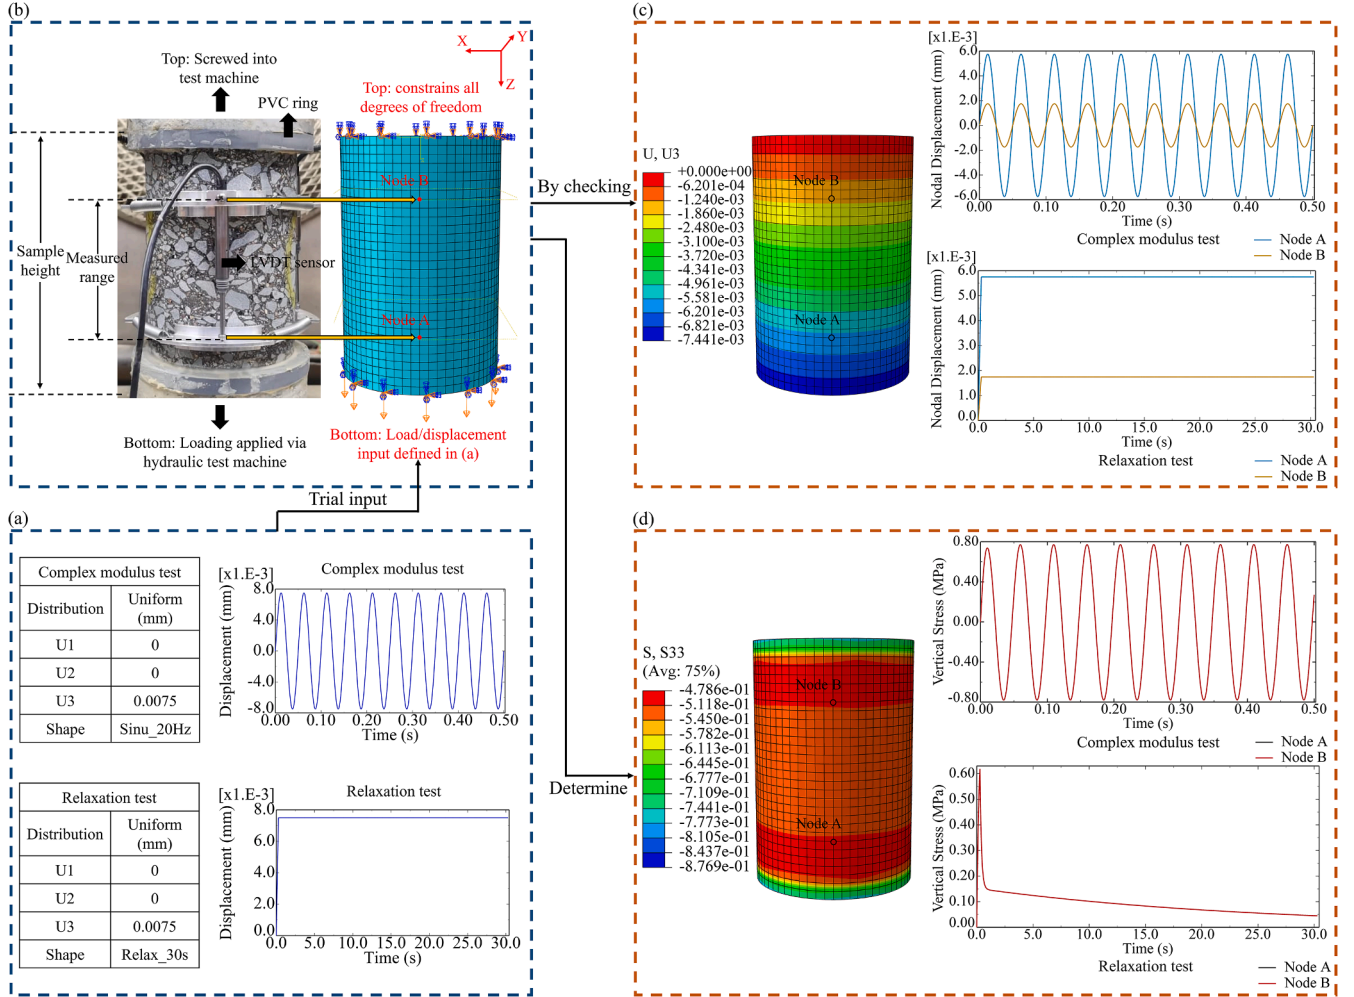 (b)
Top: Screwed into
test machine
PVC ring
Sample
height
Measured
range
LVDT sensor
Bottom: Loading applied via
hydraulic test machine
X
Y
Z
Top: constrains all
degrees of freedom
Node B
Node A
Bottom: Load/displacement
input defined in (a)
By checking
Trial input
Determine
(a)
Complex modulus test
Distribution
Uniform
(mm)
U1
0
U2
0
U3
0.0075
Shape
Sinu_20Hz
[x1.E-3]
Complex modulus test
Displacement (mm)
8.0
4.0
0.0
-4.0
-8.0
0.00
0.10
0.20
0.30
0.40
0.50
Time (s)
Relaxation test
Distribution
Uniform
(mm)
U1
0
U2
0
U3
0.0075
Shape
Relax_30s
[x1.E-3]
Relaxation test
Displacement (mm)
8.0
6.0
4.0
2.0
0.0
0.0
5.0
10.0
15.0
20.0
25.0
30.0
Time (s)
(c)
U, U3
+0.000e+00
-6.201e-04
-1.240e-03
-1.860e-03
-2.480e-03
-3.100e-03
-3.720e-03
-4.341e-03
-4.961e-03
-5.581e-03
-6.201e-03
-6.821e-03
-7.441e-03
Node B
Node A
[x1.E-3]
Nodal Displacement (mm)
6.0
4.0
2.0
0.0
-2.0
-4.0
-6.0
0.00
0.10
0.20
0.30
0.40
0.50
Time (s)
Complex modulus test
Node A
Node B
[x1.E-3]
Nodal Displacement (mm)
6.0
5.0
4.0
3.0
2.0
1.0
0.0
0.0
5.0
10.0
15.0
20.0
25.0
30.0
Time (s)
Relaxation test
Node A
Node B
(d)
S, S33
(Avg: 75%)
-4.786e-01
-5.118e-01
-5.450e-01
-5.782e-01
-6.113e-01
-6.445e-01
-6.777e-01
-7.109e-01
-7.441e-01
-7.773e-01
-8.105e-01
-8.437e-01
-8.769e-01
Node B
Node A
Vertical Stress (MPa)
0.80
0.40
0.00
-0.40
-0.80
0.00
0.10
0.20
0.30
0.40
0.50
Time (s)
Complex modulus test
Node A
Node B
Vertical Stress (MPa)
0.60
0.50
0.40
0.30
0.20
0.10
0.00
0.0
5.0
10.0
15.0
20.0
25.0
30.0
Time (s)
Relaxation test
Node A
Node B